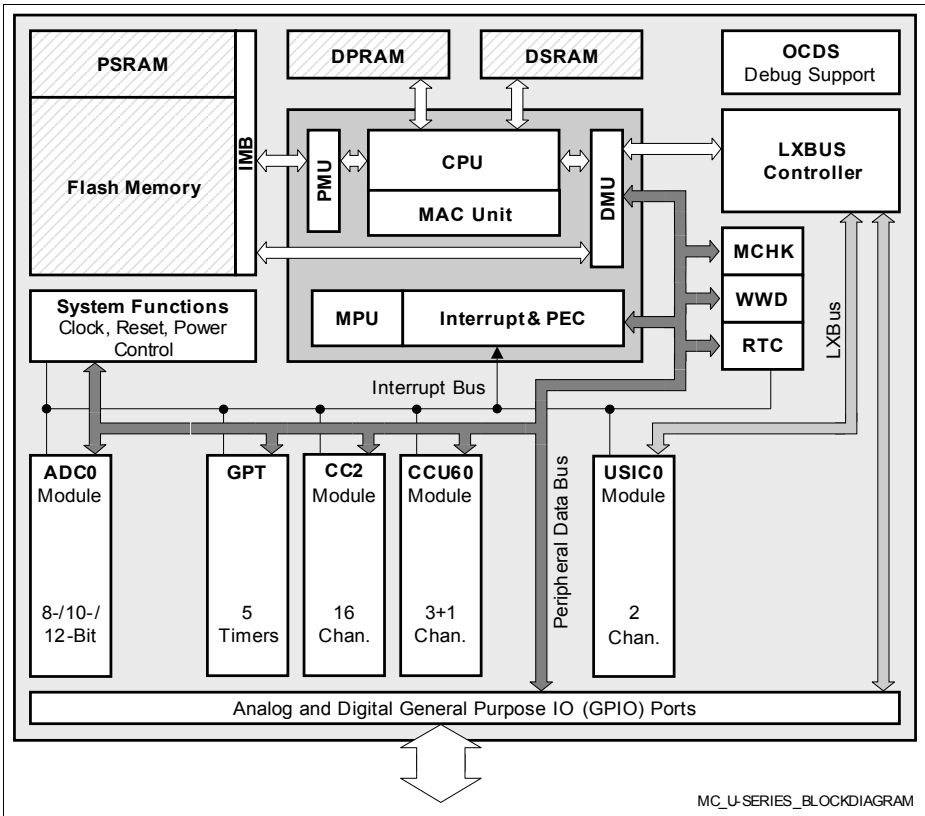 PSRAM
Flash Memory
IMB
DPRAM
DSRAM
OCDS
Debug Support
PMU
CPU
MAC Unit
DMU
LXBUS
Controller
MCHK
WWD
RTC
System Functions
Clock, Reset, Power
Control
MPU
Interrupt & PEC
Interrupt Bus
LXBus
ADC0
Module
8-/10-/
12-Bit
GPT
5
Timers
CC2
Module
16
Chan.
CCU60
Module
3+1
Chan.
Peripheral Data Bus
USIC0
Module
2
Chan.
Analog and Digital General Purpose IO (GPIO) Ports
MC_U-SERIES_BLOCKDIAGRAM